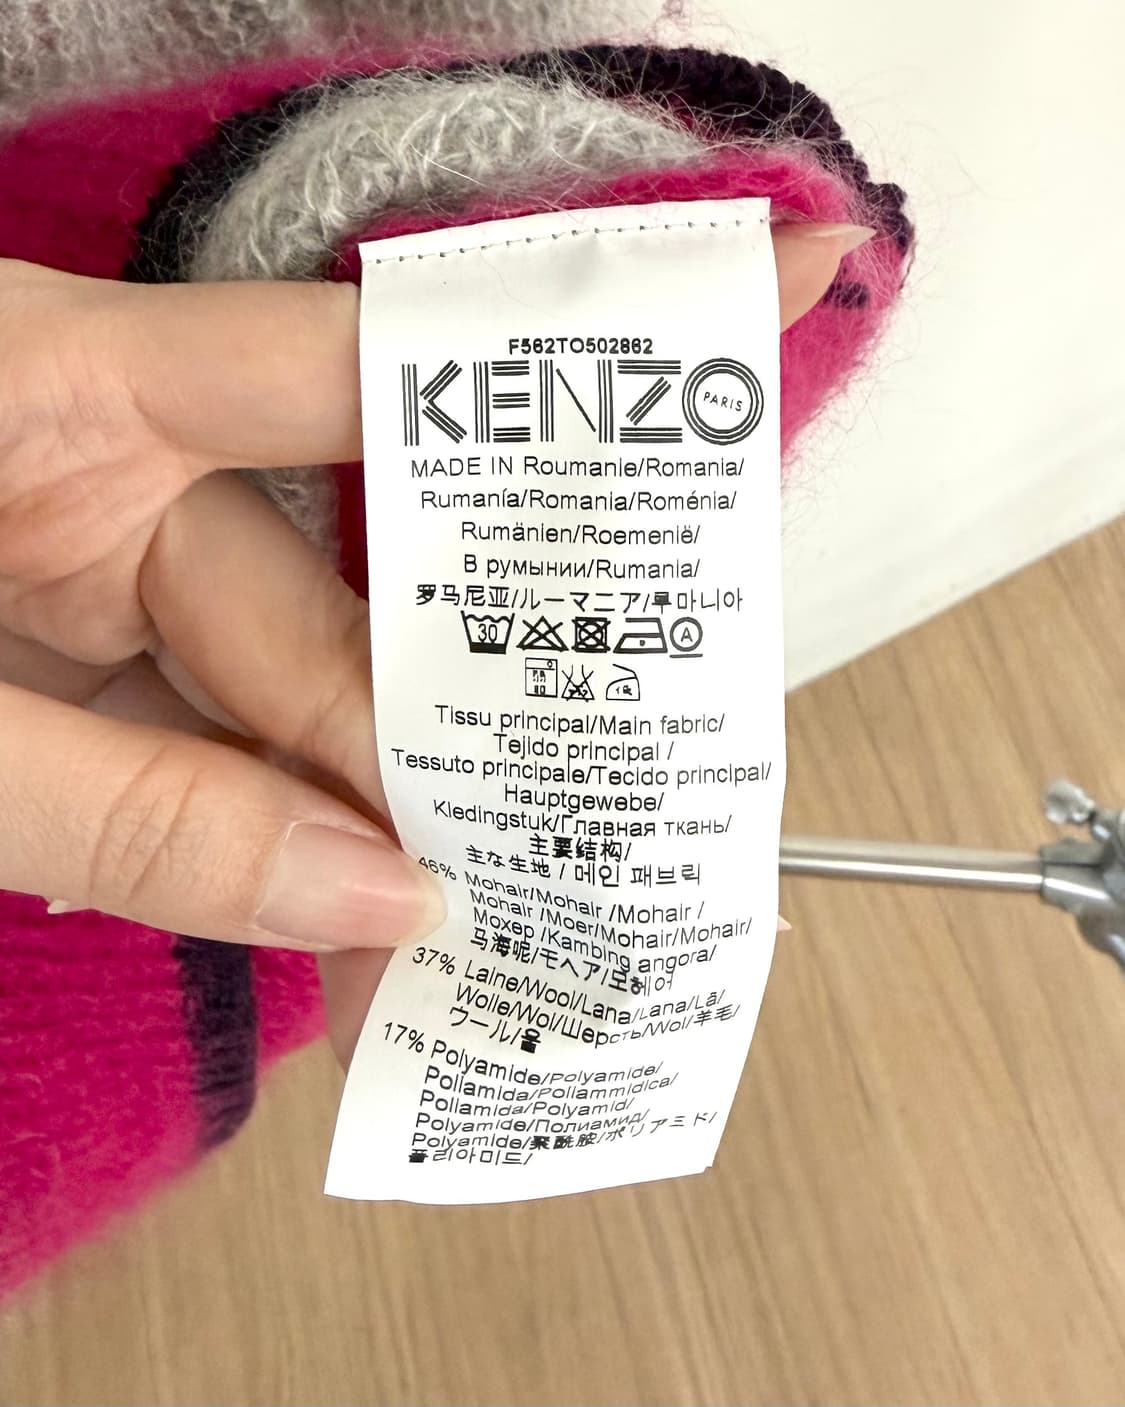 F562TO502862
KENZO
PARIS
MADE IN Roumanie/Romania/
Rumanía/Romania/Roménia/
Rumänien/Roemenië/
В румынии/Rumania/
罗马尼亚/ルーマニア/루마니아
30
A
Tissu principal/Main fabric/
Tejido principal /
Tessuto principale/Tecido principal/
Hauptgewebe/
Kledingstuk/Главная ткань/
主要结构/
主な生地 / 메인 패브릭
46% Mohair/Mohair /Mohair /
Mohair /Moer/Mohair/Mohair/
Мохер /Kambing angora/
马海呢/モヘア/모헤어
37% Laine/Wool/Lana/Lana/Lã/
Wolle/Wol/Шерсть/Wol/羊毛/
ウール/울
17% Polyamide/Polyamide/
Poliamida/Poliammidica/
Poliamida/Polyamid/
Polyamide/Полиамид/
Polyamide/聚酰胺/ポリアミド/
폴리아미드/